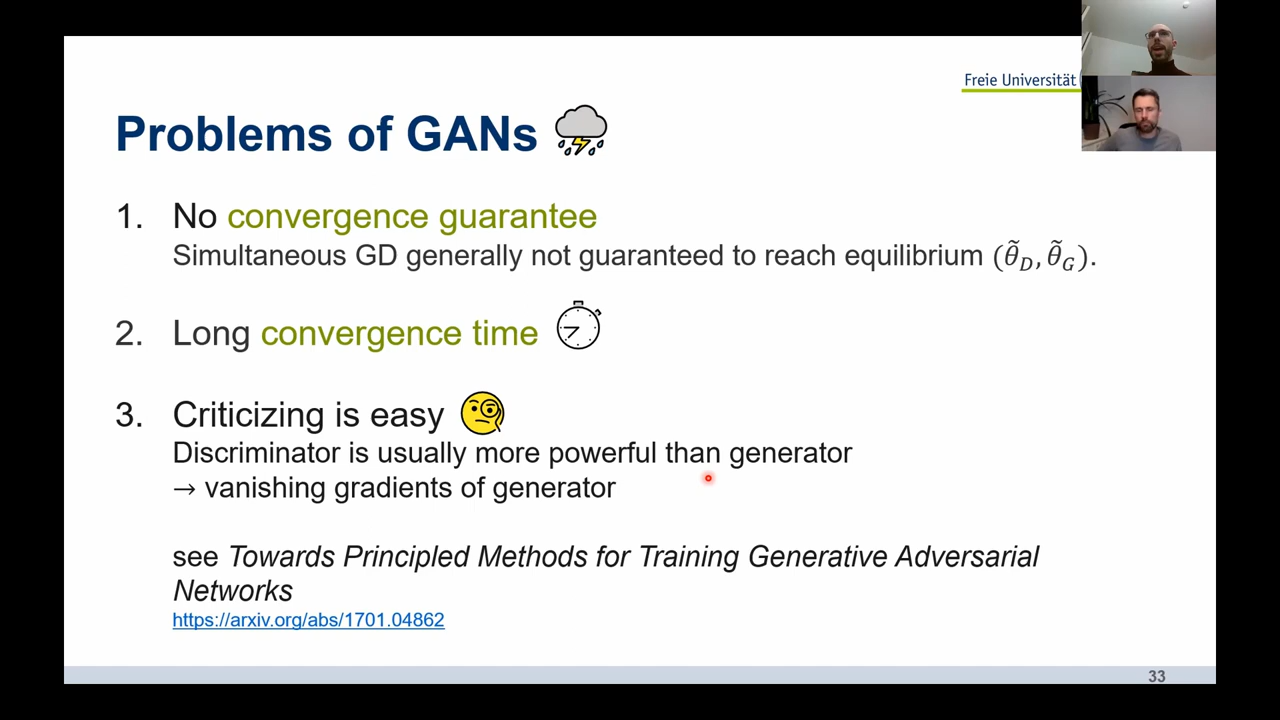 Freie Universität
Problems of GANs
1. No convergence guarantee
Simultaneous GD generally not guaranteed to reach equilibrium (θ̃_D, θ̃_G).
2. Long convergence time
3. Criticizing is easy
Discriminator is usually more powerful than generator
→ vanishing gradients of generator
see Towards Principled Methods for Training Generative Adversarial
Networks
https://arxiv.org/abs/1701.04862
33